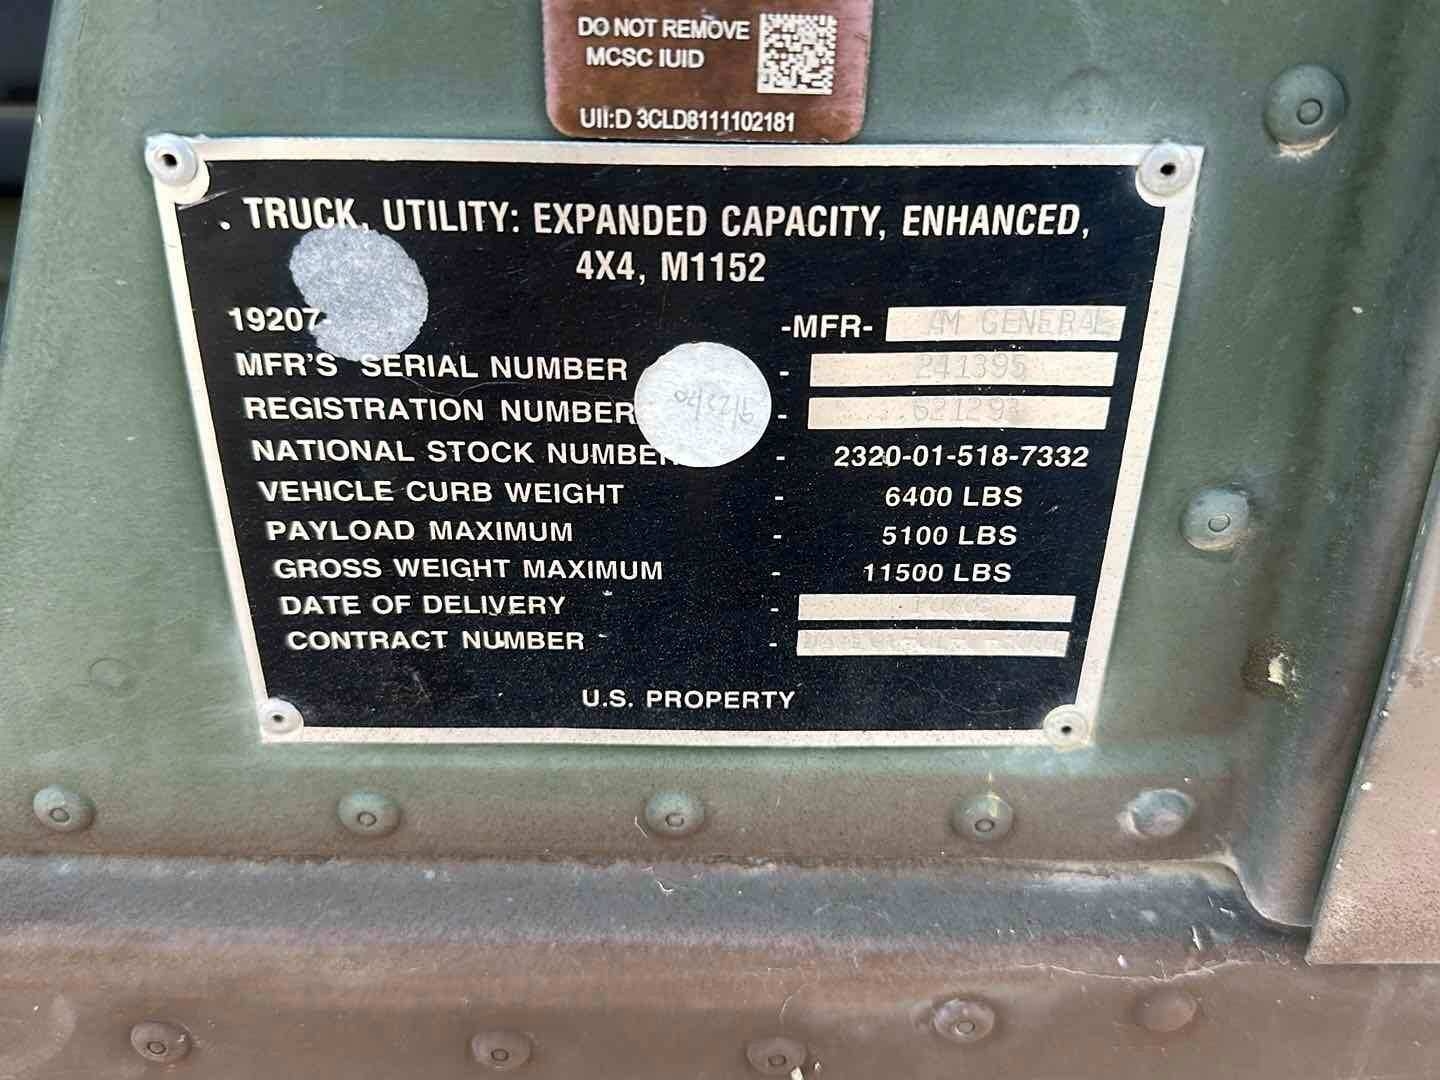 DO NOT REMOVE
MCSC IUID
UII:D 3CLD8111102181
. TRUCK, UTILITY: EXPANDED CAPACITY, ENHANCED,
4X4, M1152
19207- -MFR- AM GENERAL
MFR'S SERIAL NUMBER - 241395
REGISTRATION NUMBER -
NATIONAL STOCK NUMBER - 2320-01-518-7332
VEHICLE CURB WEIGHT - 6400 LBS
PAYLOAD MAXIMUM - 5100 LBS
GROSS WEIGHT MAXIMUM - 11500 LBS
DATE OF DELIVERY -
CONTRACT NUMBER -
U.S. PROPERTY